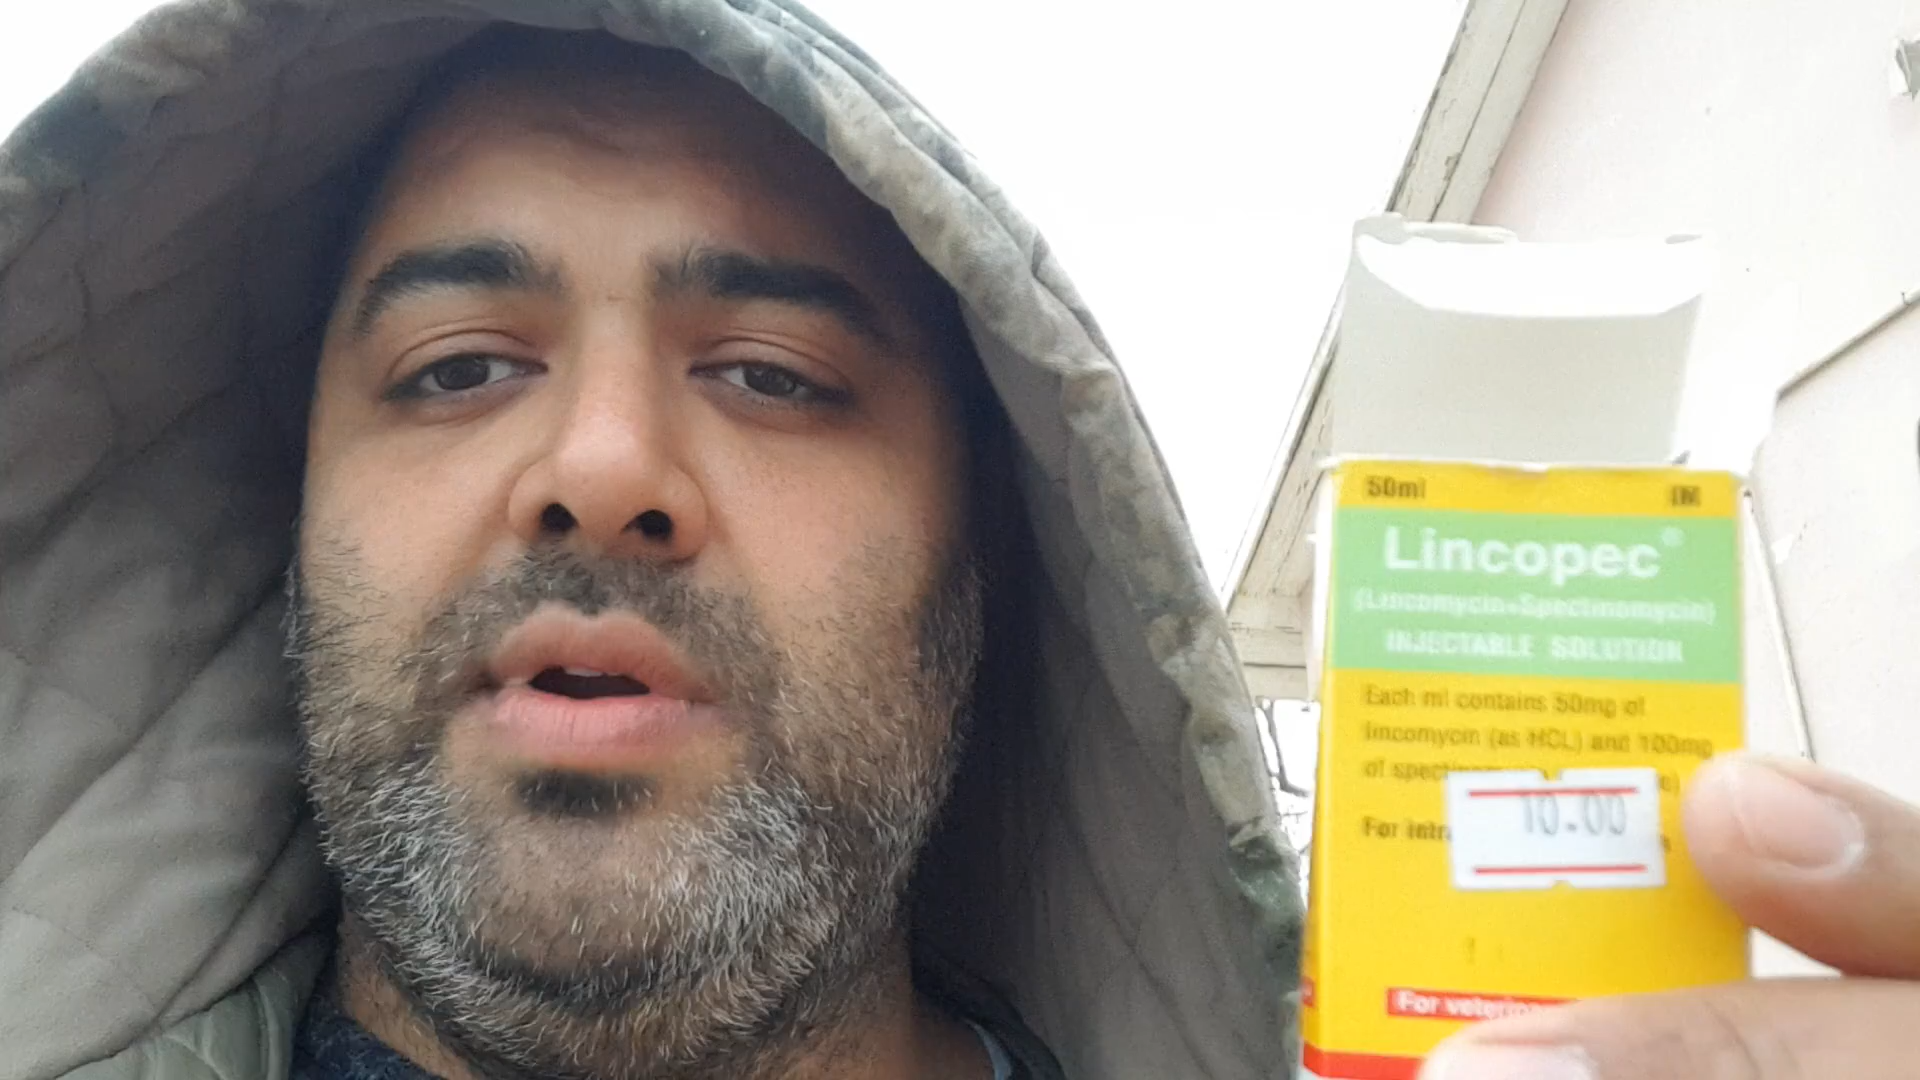 50ml IM
Lincopec®
(Lincomycin+Spectinomycin)
INJECTABLE SOLUTION
Each ml contains 50mg of
lincomycin (as HCL) and 100mg
of
10.00
For
For